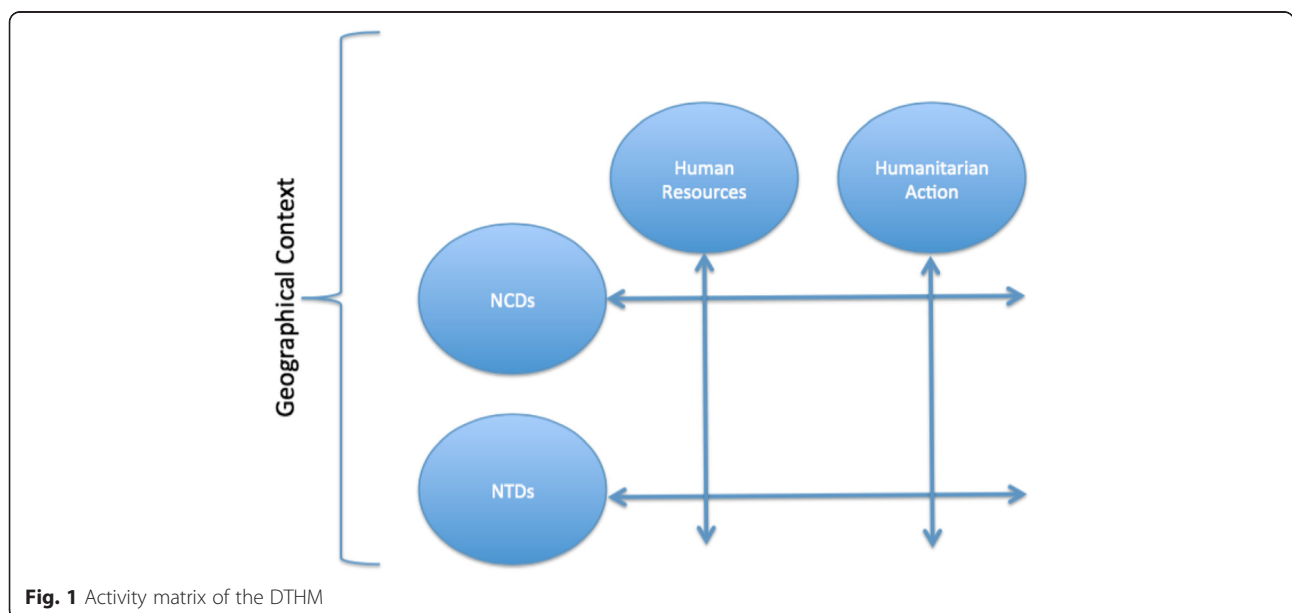 Geographical Context
Human
Resources
Humanitarian
Action
NCDs
NTDs
Fig. 1 Activity matrix of the DTHM